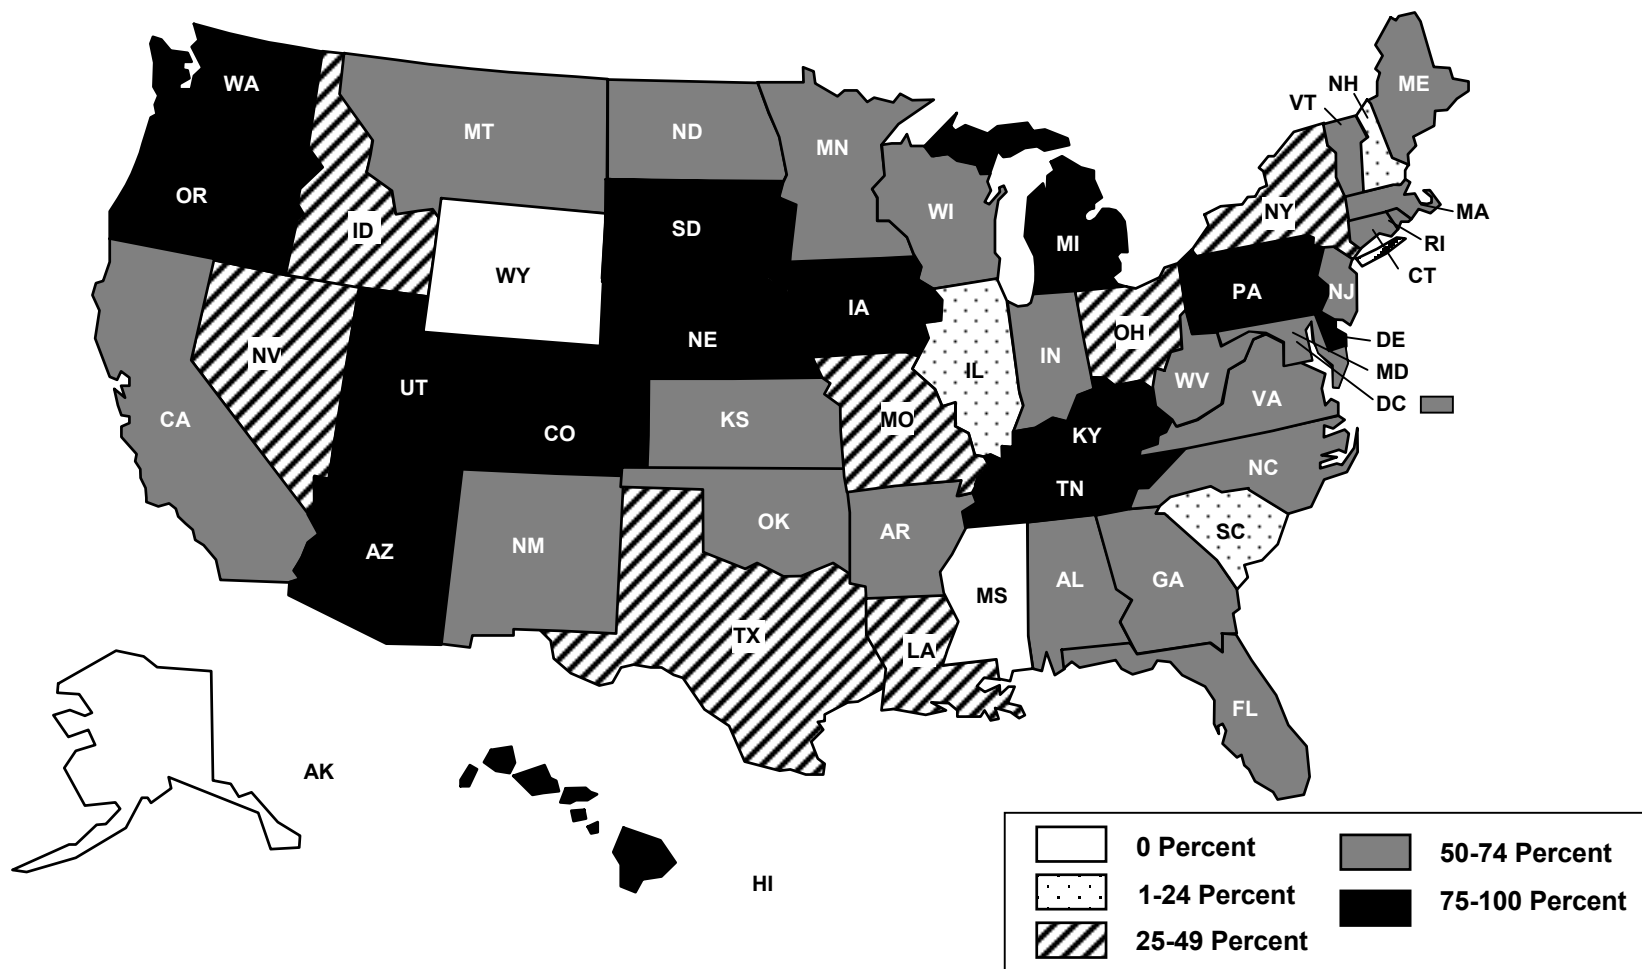 WA
NH
ME
VT
MT
ND
MN
OR
WI
NY
MA
ID
SD
MI
RI
WY
CT
PA
NJ
IA
NE
OH
DE
NV
IN
MD
UT
IL
WV
VA
DC
CA
KS
MO
CO
KY
NC
TN
OK
AR
SC
NM
AZ
AL
GA
MS
TX
LA
FL
AK
HI
0 Percent
1-24 Percent
25-49 Percent
50-74 Percent
75-100 Percent